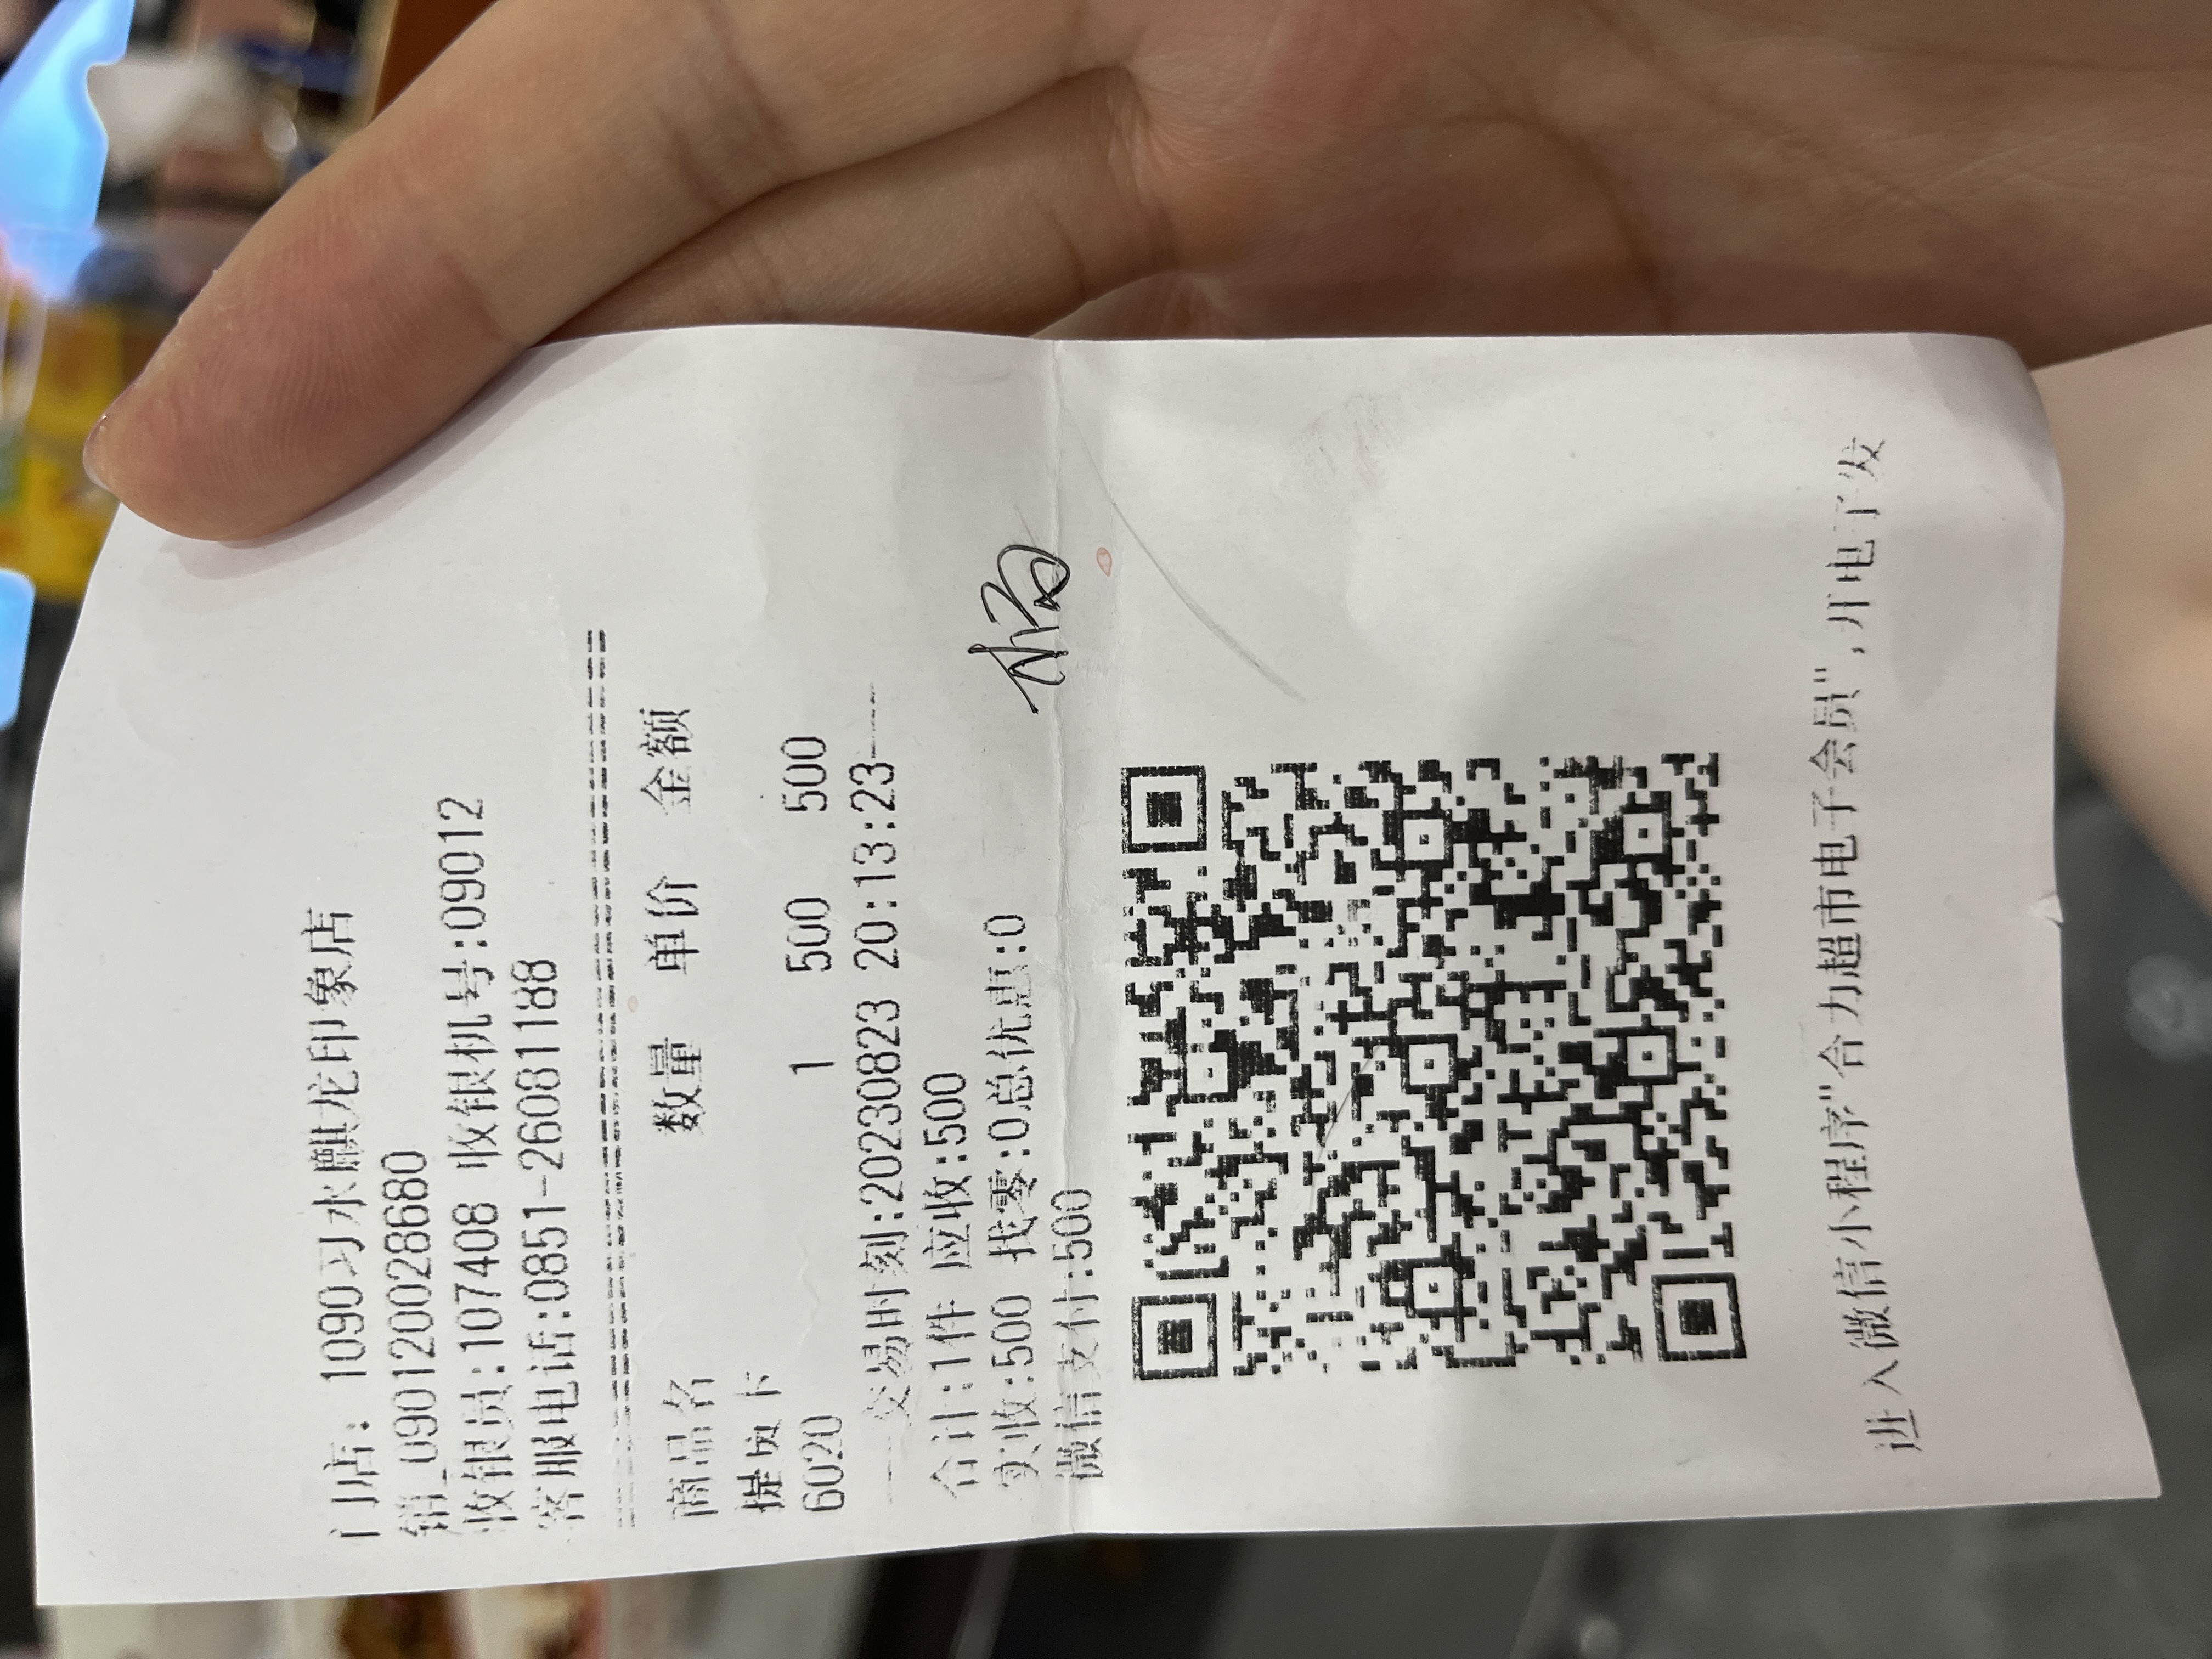 门店: 1090习水麒龙印象店
销_090120028680
收银员:107408 收银机号:09012
客服电话:0851-26081188
商品名 数量 单价 金额
提货卡
6020 1 500 500
交易时刻:20230823 20:13:23
合计:1件 应收:500
实收:500 找零:0总优惠:0
微信支付:500
进入微信小程序"合力超市电子会员",开电子发